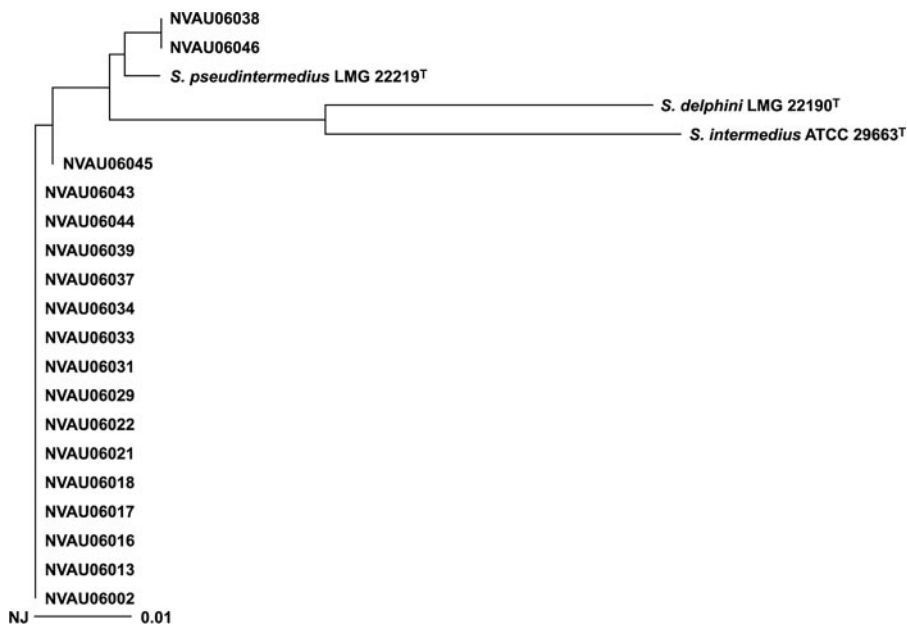 NVAU06038
NVAU06046
S. pseudintermedius LMG 22219ᵀ
S. delphini LMG 22190ᵀ
S. intermedius ATCC 29663ᵀ
NVAU06045
NVAU06043
NVAU06044
NVAU06039
NVAU06037
NVAU06034
NVAU06033
NVAU06031
NVAU06029
NVAU06022
NVAU06021
NVAU06018
NVAU06017
NVAU06016
NVAU06013
NVAU06002
NJ 0.01